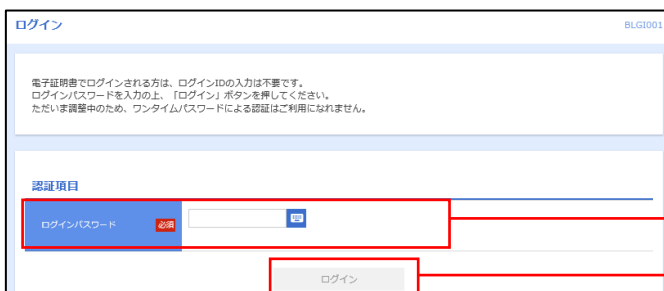 ログイン
BLGI001
電子証明書でログインされる方は、ログインIDの入力は不要です。
ログインパスワードを入力の上、「ログイン」ボタンを押してください。
ただいま調整中のため、ワンタイムパスワードによる認証はご利用になれません。
認証項目
ログインパスワード 必須
ログイン